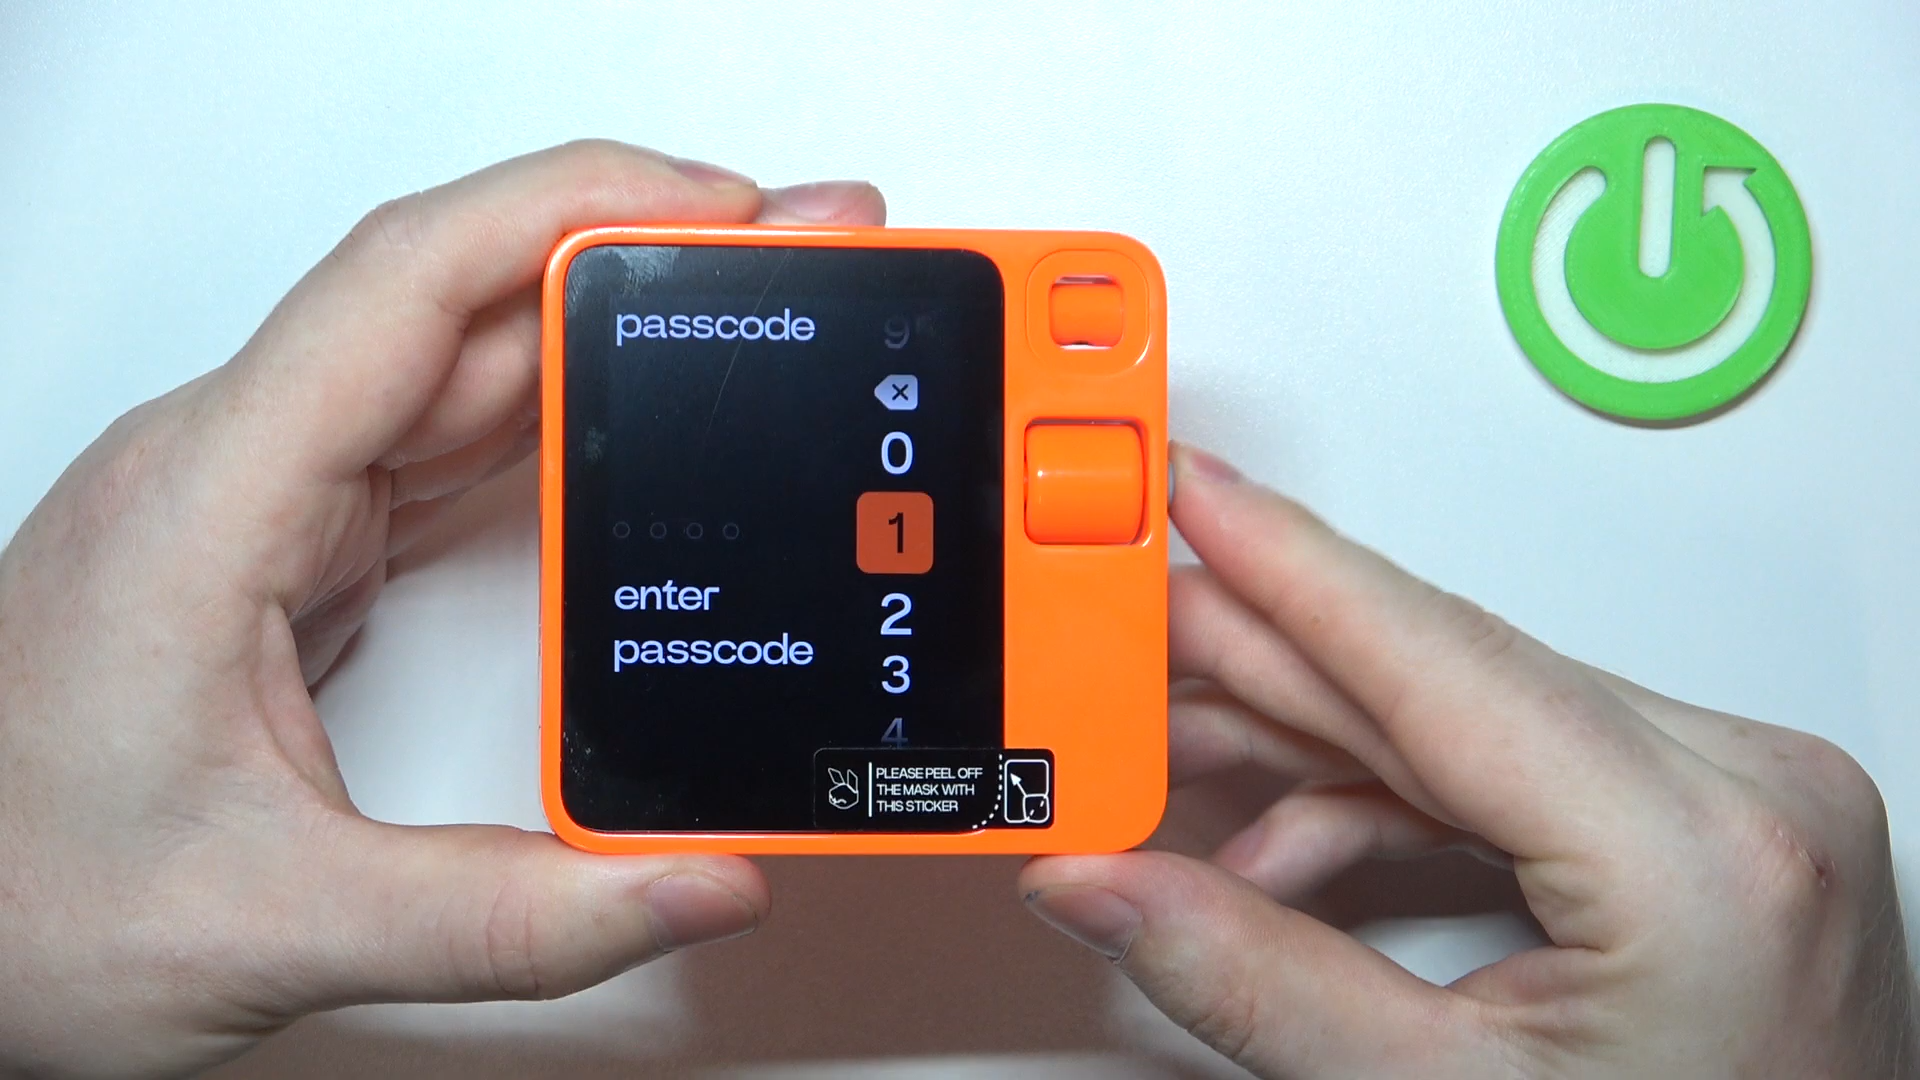 passcode
9
0
1
enter
passcode
2
3
4
PLEASE PEEL OFF
THE MASK WITH
THIS STICKER